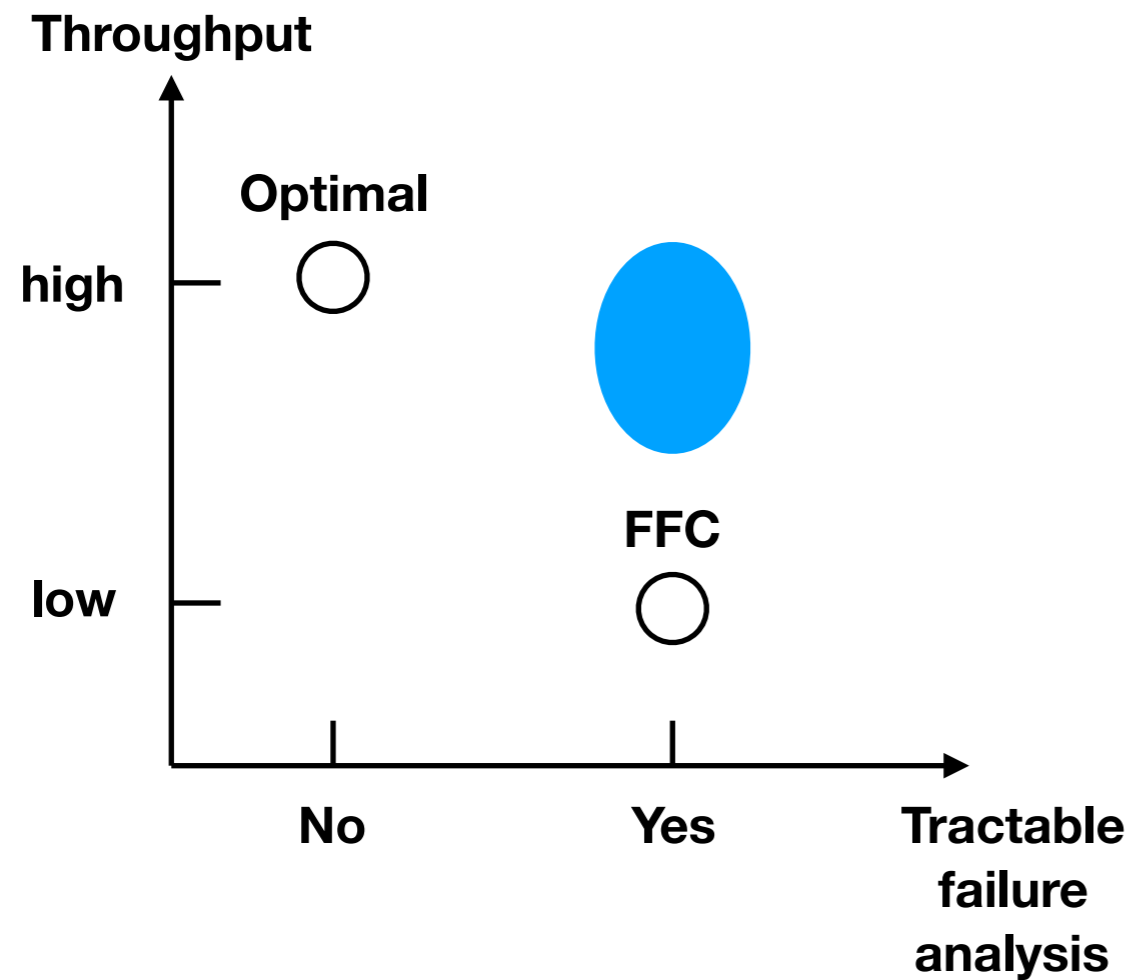 Throughput
Optimal
high
FFC
low
No
Yes
Tractable
failure
analysis